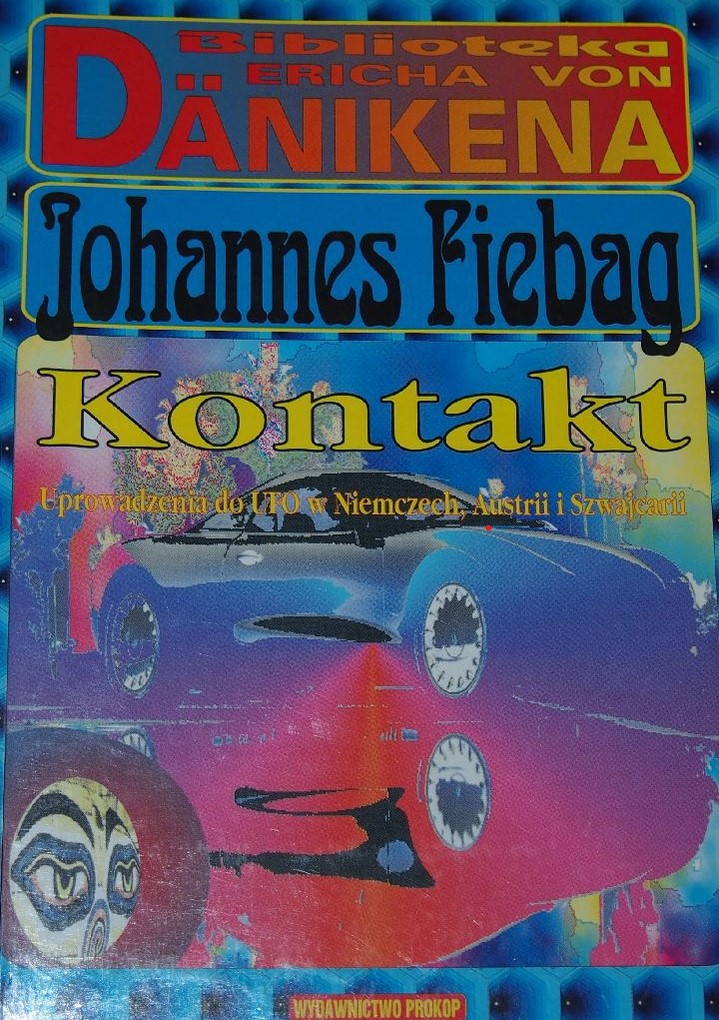 Biblioteka
ERICHA VON
DÄNIKENA
Johannes Fiebag
Kontakt
Uprowadzenia do UFO w Niemczech, Austrii i Szwajcarii
WYDAWNICTWO PROKOP